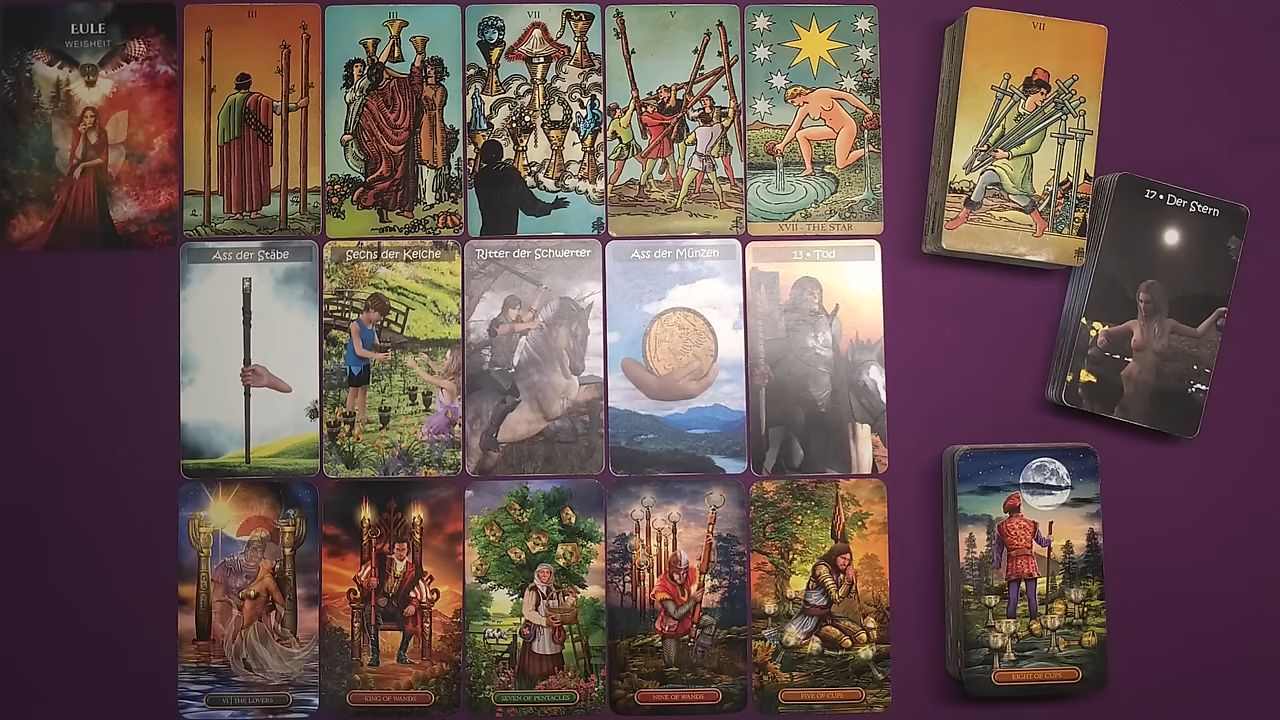 EULE
WEISHEIT
III
III
VII
V
XVII - THE STAR
VII
17 • Der Stern
Ass der Stäbe
Sechs der Kelche
Ritter der Schwerter
Ass der Münzen
13 • Tod
VI | THE LOVERS
KING OF WANDS
SEVEN OF PENTACLES
NINE OF WANDS
FIVE OF CUPS
EIGHT OF CUPS